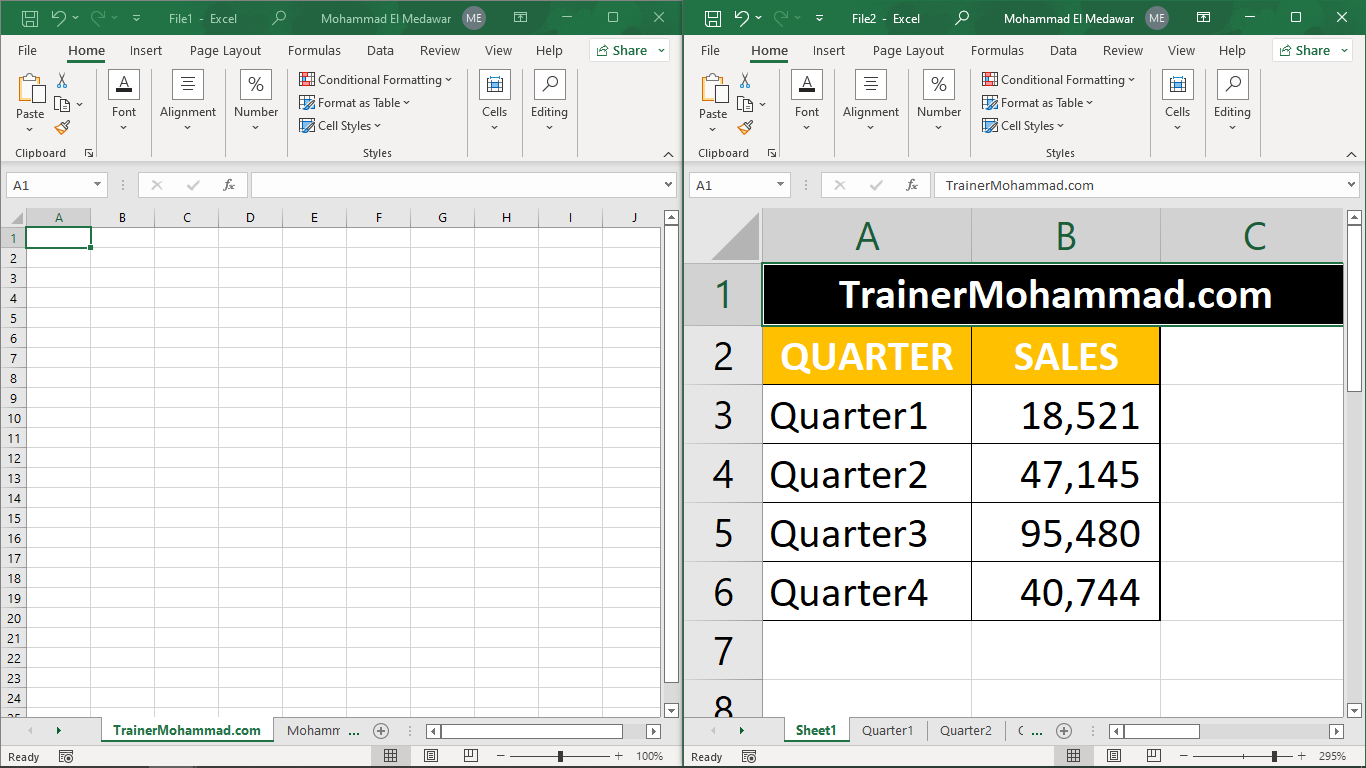 File1 - Excel
Mohammad El Medawar ME
File Home Insert Page Layout Formulas Data Review View Help Share
Paste
Clipboard
Font
Alignment
%
Number
Conditional Formatting
Format as Table
Cell Styles
Styles
Cells
Editing
A1 fx
A B C D E F G H I J
1
2
3
4
5
6
7
8
9
10
11
12
13
14
15
16
17
18
19
20
21
22
23
24
25
TrainerMohammad.com Mohamm ...
Ready 100%
File2 - Excel
Mohammad El Medawar ME
File Home Insert Page Layout Formulas Data Review View Help Share
Paste
Clipboard
Font
Alignment
%
Number
Conditional Formatting
Format as Table
Cell Styles
Styles
Cells
Editing
A1 fx TrainerMohammad.com
A B C
1 TrainerMohammad.com
2 QUARTER SALES
3 Quarter1 18,521
4 Quarter2 47,145
5 Quarter3 95,480
6 Quarter4 40,744
7
8
Sheet1 Quarter1 Quarter2 ...
Ready 295%